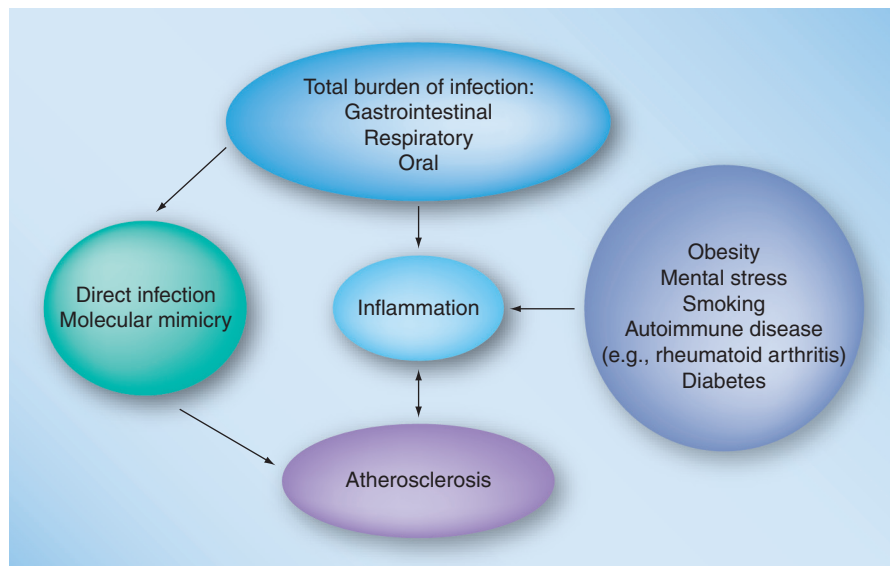 Total burden of infection:
Gastrointestinal
Respiratory
Oral
Direct infection
Molecular mimicry
Inflammation
Obesity
Mental stress
Smoking
Autoimmune disease
(e.g., rheumatoid arthritis)
Diabetes
Atherosclerosis